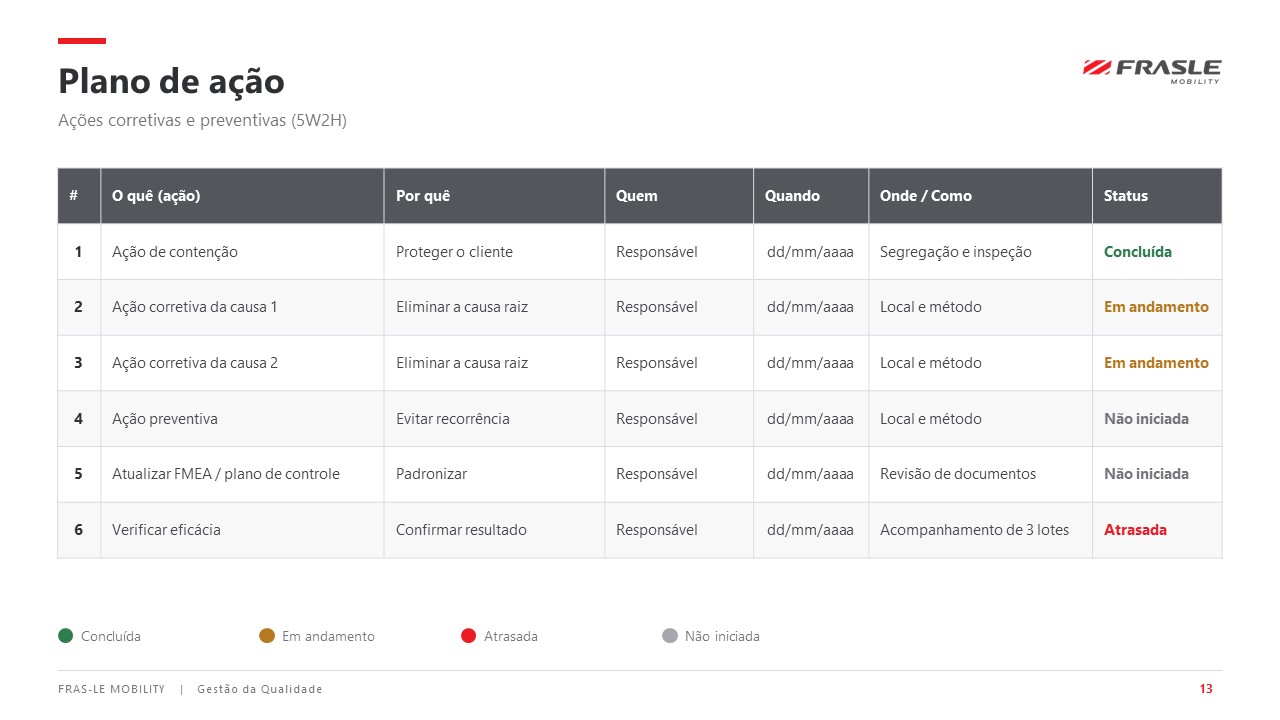 Plano de ação
FRASLE
MOBILITY
Ações corretivas e preventivas (5W2H)
# O quê (ação) Por quê Quem Quando Onde / Como Status
1 Ação de contenção Proteger o cliente Responsável dd/mm/aaaa Segregação e inspeção Concluída
2 Ação corretiva da causa 1 Eliminar a causa raiz Responsável dd/mm/aaaa Local e método Em andamento
3 Ação corretiva da causa 2 Eliminar a causa raiz Responsável dd/mm/aaaa Local e método Em andamento
4 Ação preventiva Evitar recorrência Responsável dd/mm/aaaa Local e método Não iniciada
5 Atualizar FMEA / plano de controle Padronizar Responsável dd/mm/aaaa Revisão de documentos Não iniciada
6 Verificar eficácia Confirmar resultado Responsável dd/mm/aaaa Acompanhamento de 3 lotes Atrasada
Concluída Em andamento Atrasada Não iniciada
FRAS-LE MOBILITY | Gestão da Qualidade 13